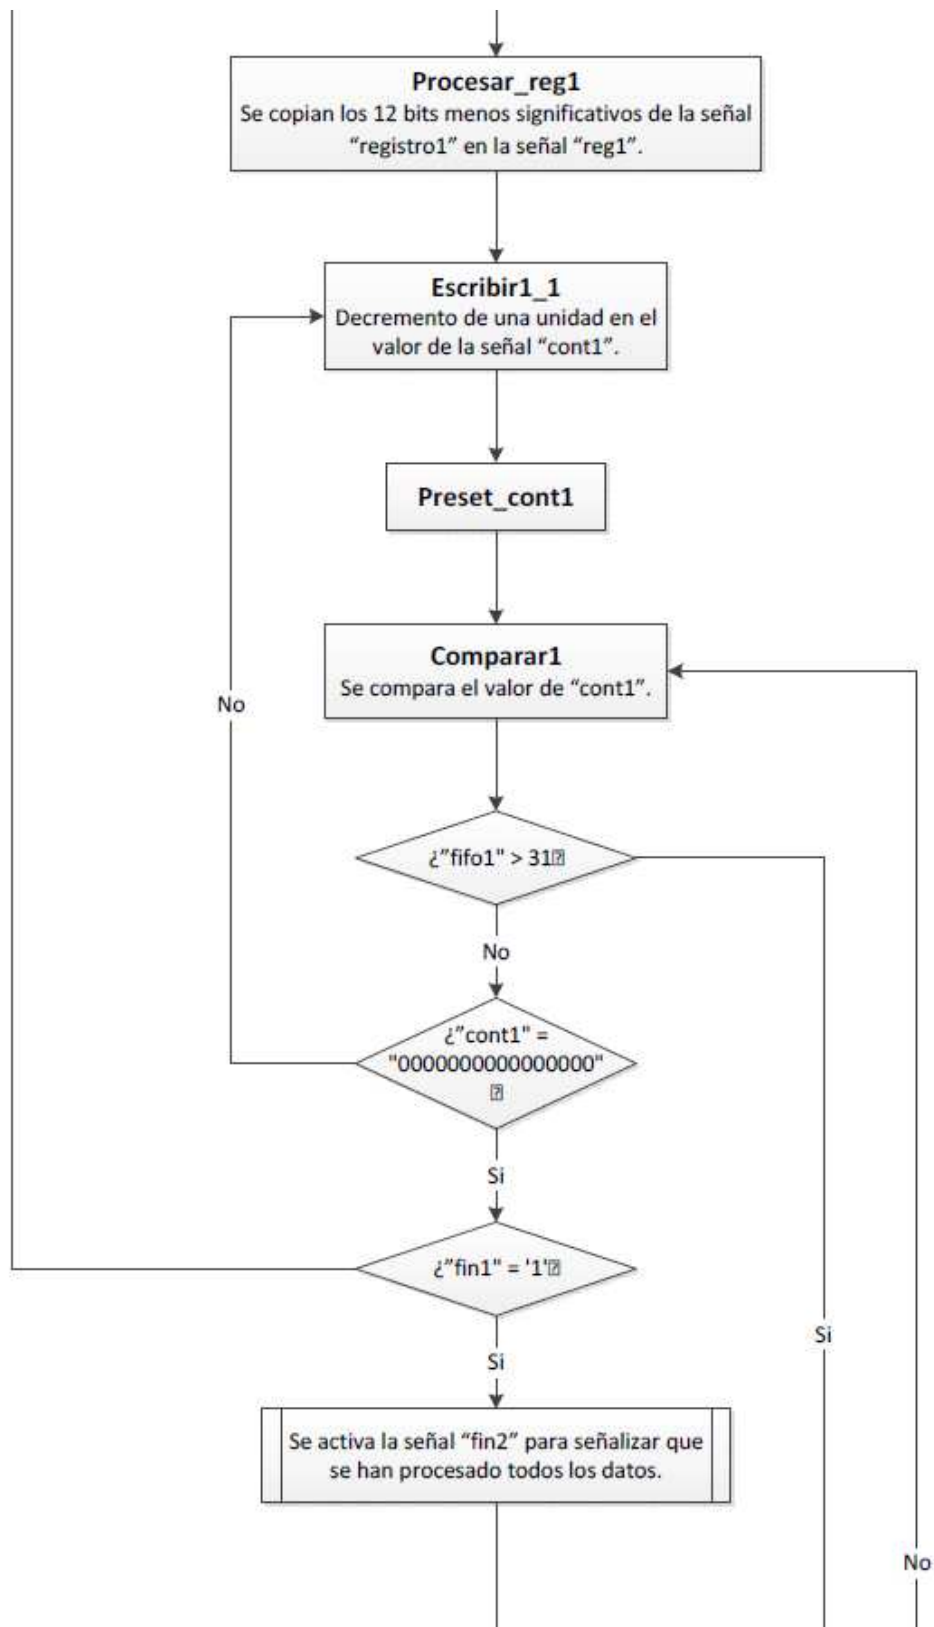 Procesar_reg1
Se copian los 12 bits menos significativos de la señal
“registro1” en la señal “reg1”.
Escribir1_1
Decremento de una unidad en el
valor de la señal “cont1”.
Preset_cont1
Comparar1
Se compara el valor de “cont1”.
No
¿”fifo1" > 31⍰
No
¿”cont1" =
"0000000000000000"
⍰
Si
¿”fin1" = '1'⍰
Si
Si
Se activa la señal “fin2” para señalizar que
se han procesado todos los datos.
No